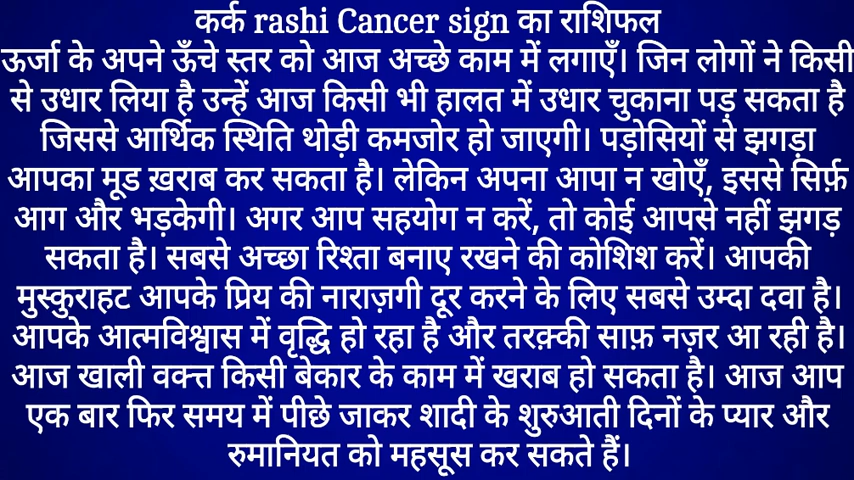 कर्क rashi Cancer sign का राशिफल
ऊर्जा के अपने ऊँचे स्तर को आज अच्छे काम में लगाएँ। जिन लोगों ने किसी
से उधार लिया है उन्हें आज किसी भी हालत में उधार चुकाना पड़ सकता है
जिससे आर्थिक स्थिति थोड़ी कमजोर हो जाएगी। पड़ोसियों से झगड़ा
आपका मूड ख़राब कर सकता है। लेकिन अपना आपा न खोएँ, इससे सिर्फ़
आग और भड़केगी। अगर आप सहयोग न करें, तो कोई आपसे नहीं झगड़
सकता है। सबसे अच्छा रिश्ता बनाए रखने की कोशिश करें। आपकी
मुस्कुराहट आपके प्रिय की नाराज़गी दूर करने के लिए सबसे उम्दा दवा है।
आपके आत्मविश्वास में वृद्धि हो रहा है और तरक़्की साफ़ नज़र आ रही है।
आज खाली वक्त्त किसी बेकार के काम में खराब हो सकता है। आज आप
एक बार फिर समय में पीछे जाकर शादी के शुरुआती दिनों के प्यार और
रुमानियत को महसूस कर सकते हैं।